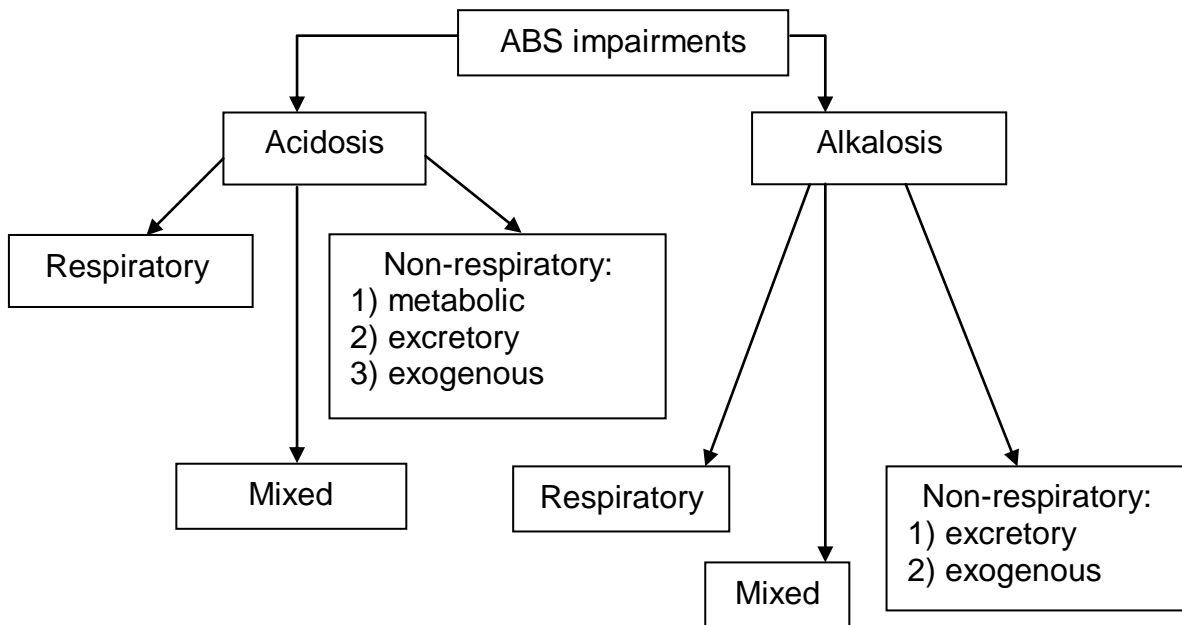 ABS impairments
Acidosis
Alkalosis
Respiratory
Non-respiratory:
1) metabolic
2) excretory
3) exogenous
Mixed
Respiratory
Non-respiratory:
1) excretory
2) exogenous
Mixed